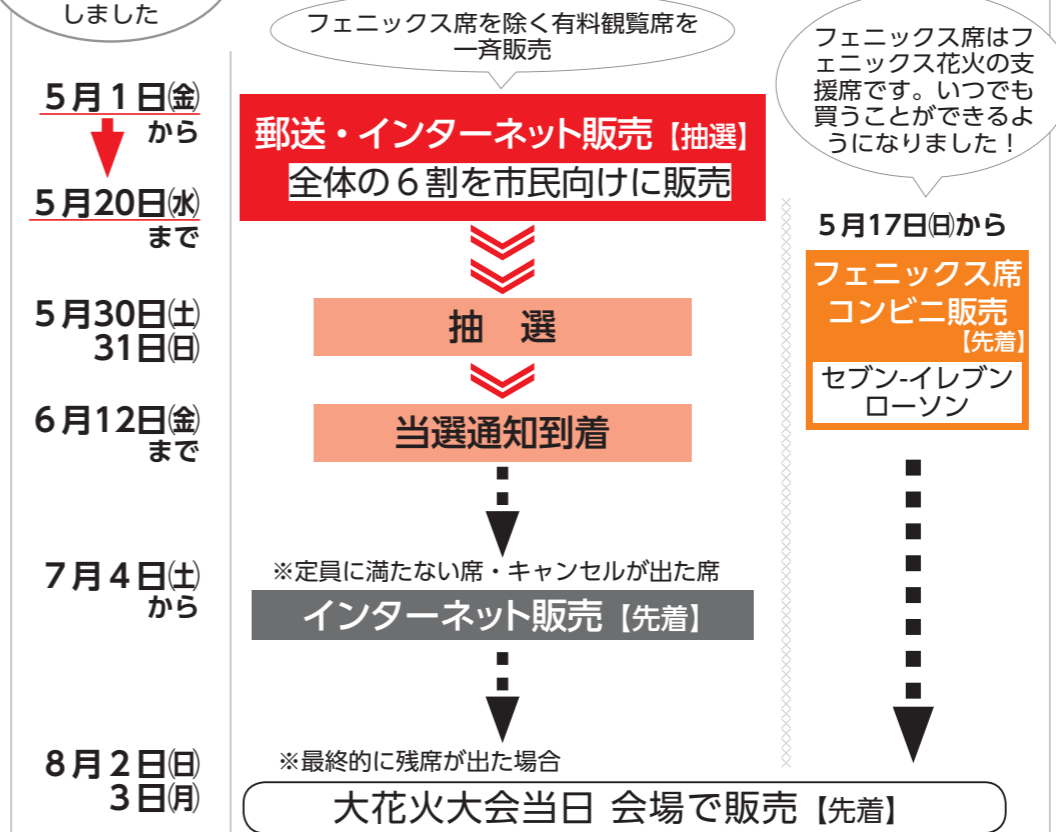 しました
フェニックス席を除く有料観覧席を
一斉販売
フェニックス席はフ
ェニックス花火の支
援席です。いつでも
買うことができるよ
うになりました！
5月1日㈮
から
5月20日㈬
まで
郵送・インターネット販売【抽選】
全体の6割を市民向けに販売
5月17日㈰から
フェニックス席
コンビニ販売
【先着】
セブン-イレブン
ローソン
5月30日㈯
31日㈰
抽　選
6月12日㈮
まで
当選通知到着
7月4日㈯
から
※定員に満たない席・キャンセルが出た席
インターネット販売【先着】
8月2日㈰
3日㈪
※最終的に残席が出た場合
大花火大会当日 会場で販売【先着】